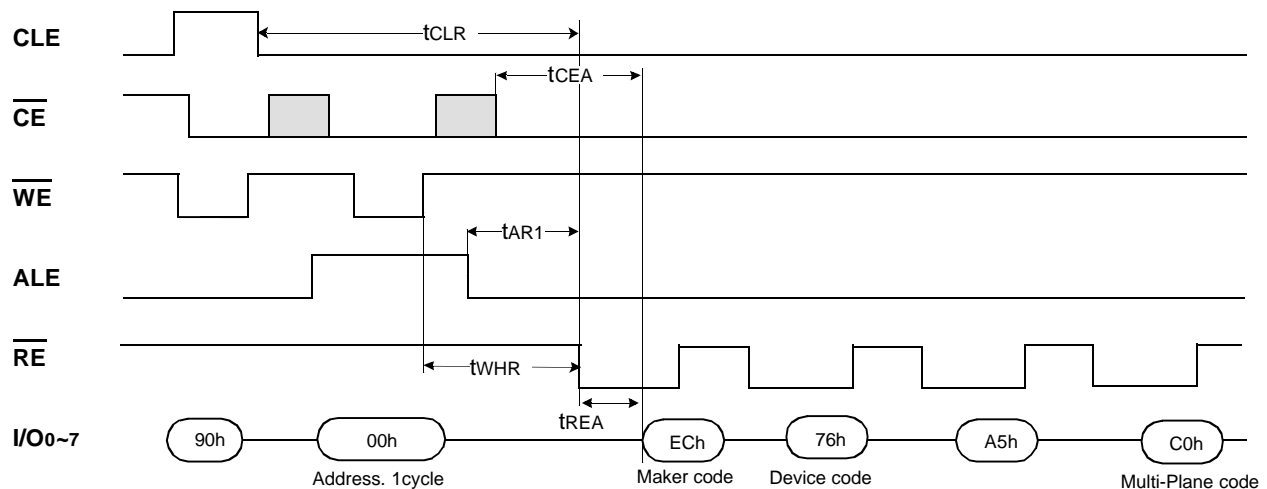 CLE
tCLR
tCEA
CE
WE
tAR1
ALE
RE
tWHR
tREA
I/O0~7
90h
00h
ECh
76h
A5h
C0h
Address. 1cycle
Maker code
Device code
Multi-Plane code